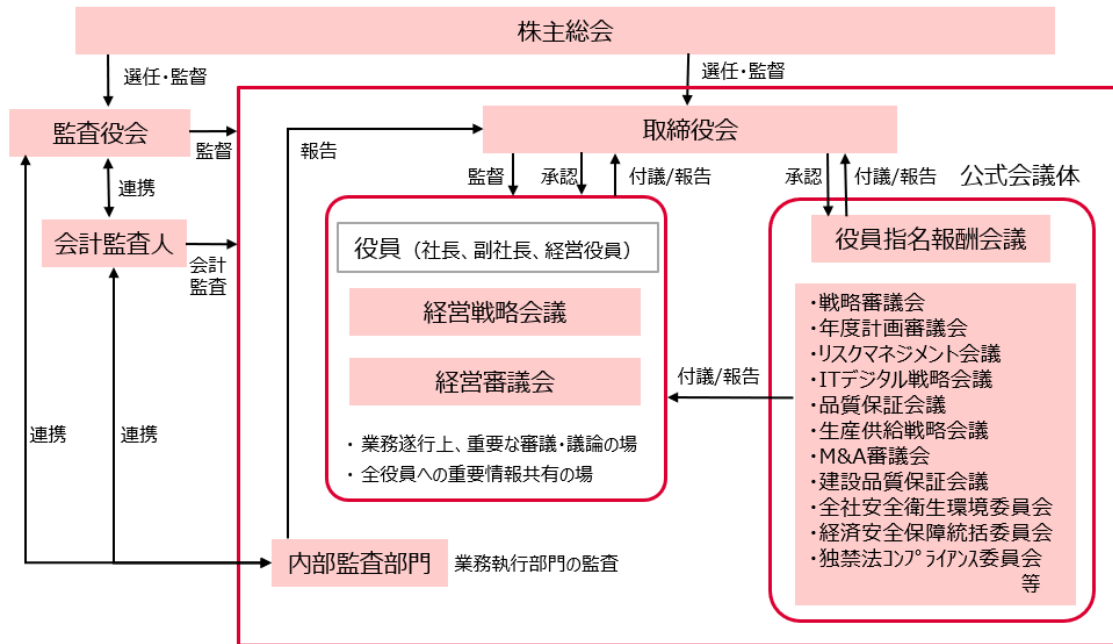 株主総会
選任・監督
選任・監督
監査役会
監督
取締役会
報告
監督
承認
付議/報告
承認
付議/報告
公式会議体
連携
会計監査人
会計
監査
役員（社長、副社長、経営役員）
経営戦略会議
経営審議会
・ 業務遂行上、重要な審議・議論の場
・ 全役員への重要情報共有の場
付議/報告
役員指名報酬会議
・戦略審議会
・年度計画審議会
・リスクマネジメント会議
・ITデジタル戦略会議
・品質保証会議
・生産供給戦略会議
・M&A審議会
・建設品質保証会議
・全社安全衛生環境委員会
・経済安全保障統括委員会
・独禁法コンプライアンス委員会
等
連携
連携
内部監査部門
業務執行部門の監査